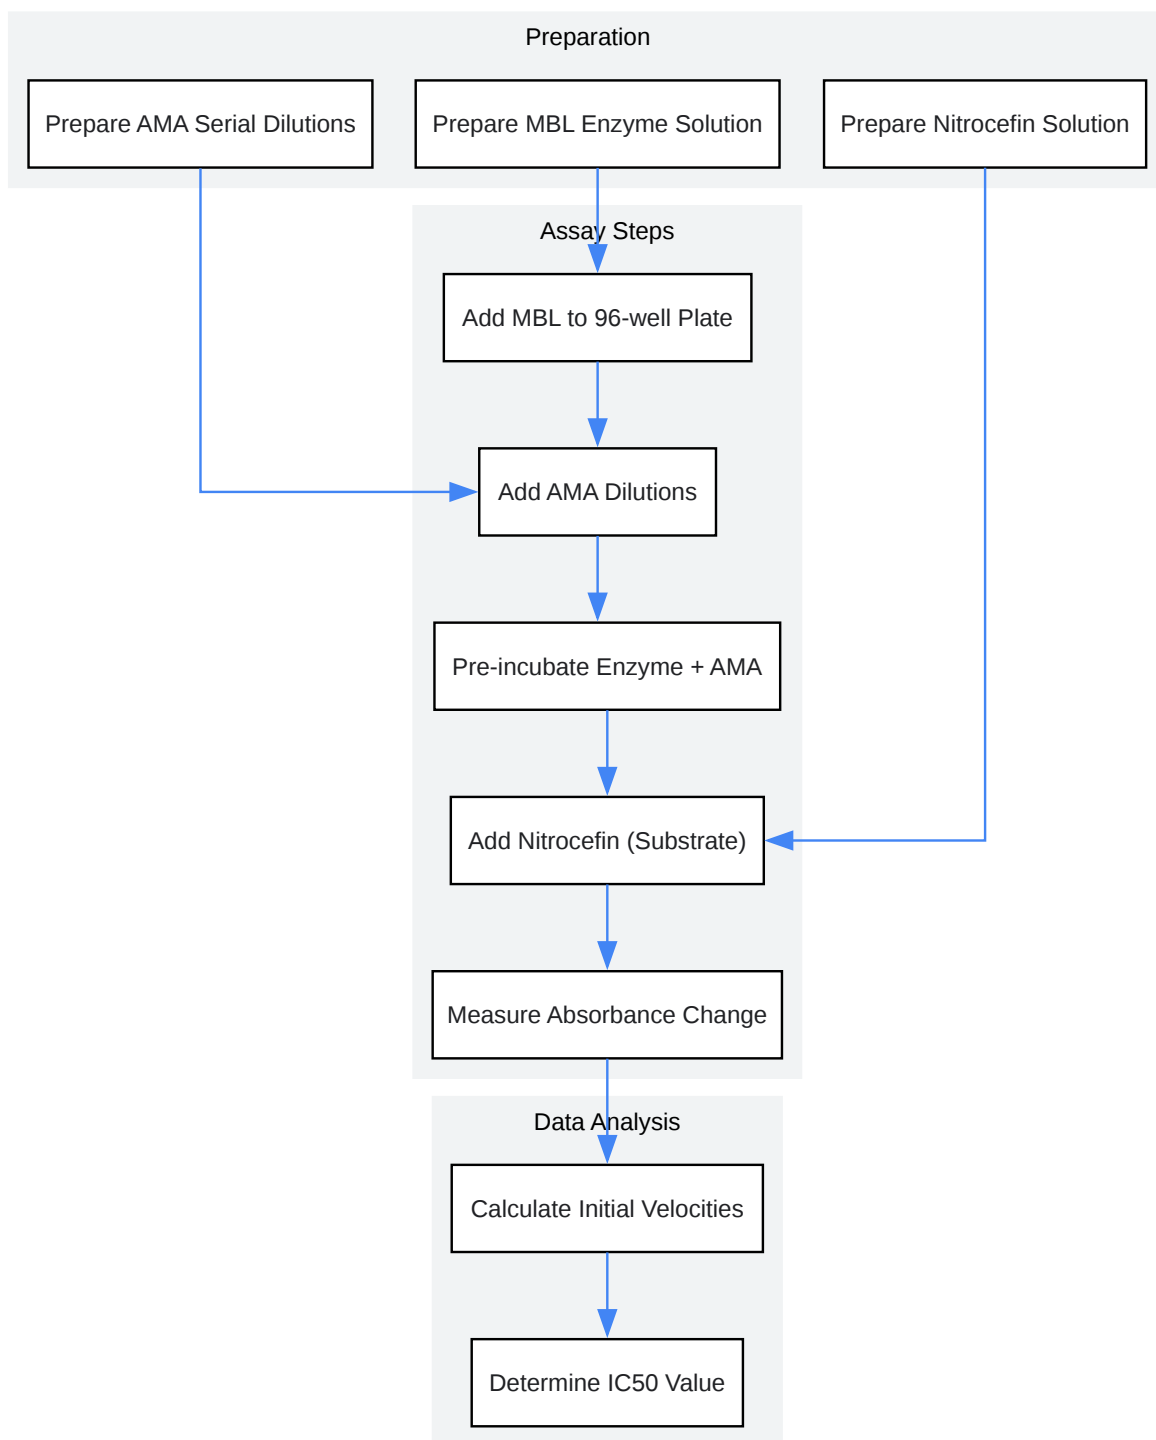 Preparation
Prepare AMA Serial Dilutions
Prepare MBL Enzyme Solution
Prepare Nitrocefin Solution
Assay Steps
Add MBL to 96-well Plate
Add AMA Dilutions
Pre-incubate Enzyme + AMA
Add Nitrocefin (Substrate)
Measure Absorbance Change
Data Analysis
Calculate Initial Velocities
Determine IC50 Value